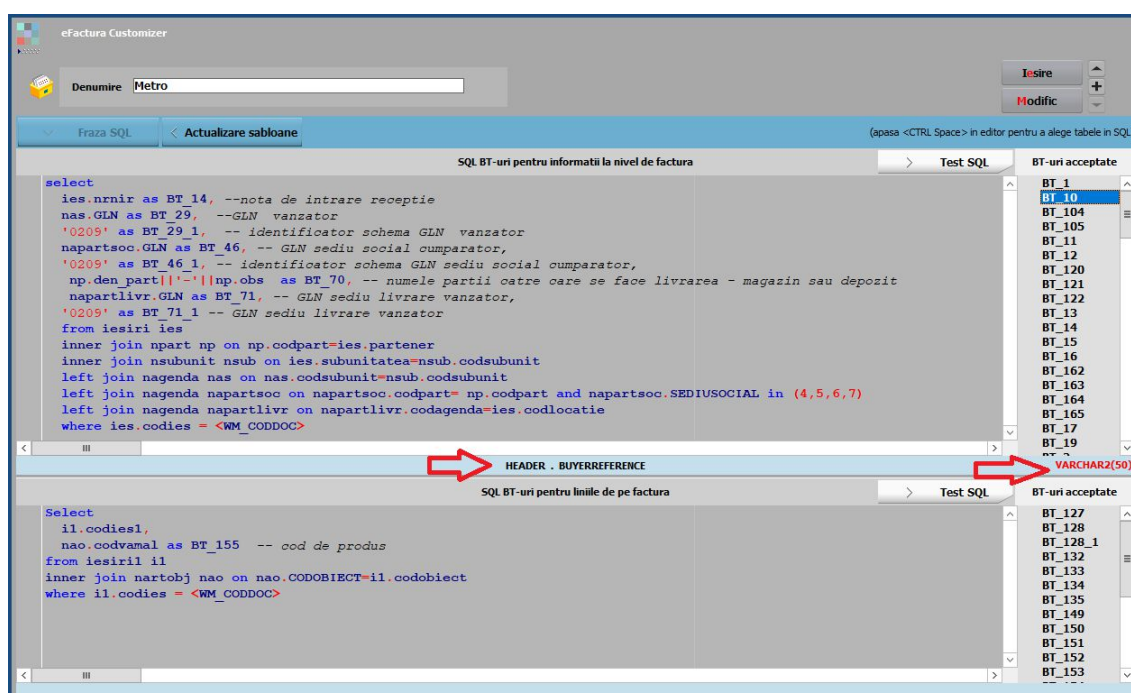 eFactura Customizer
Denumire Metro
Iesire
Modific
Fraza SQL
Actualizare sabloane
(apasa <CTRL Space> in editor pentru a alege tabele in SQL
SQL BT-uri pentru informatii la nivel de factura
Test SQL
BT-uri acceptate
select
ies.nrnir as BT_14, --nota de intrare receptie
nas.GLN as BT_29, --GLN vanzator
'0209' as BT_29_1, -- identificator schema GLN vanzator
napartsoc.GLN as BT_46, -- GLN sediu social cumparator,
'0209' as BT_46_1, -- identificator schema GLN sediu social cumparator,
np.den_part||'-'||np.obs as BT_70, -- numele partii catre care se face livrarea - magazin sau depozit
napartlivr.GLN as BT_71, -- GLN sediu livrare vanzator,
'0209' as BT_71_1 -- GLN sediu livrare vanzator
from iesiri ies
inner join npart np on np.codpart=ies.partener
inner join nsubunit nsub on ies.subunitatea=nsub.codsubunit
left join nagenda nas on nas.codsubunit=nsub.codsubunit
left join nagenda napartsoc on napartsoc.codpart= np.codpart and napartsoc.SEDIUSOCIAL in (4,5,6,7)
left join nagenda napartlivr on napartlivr.codagenda=ies.codlocatie
where ies.codies = <WM_CODDOC>
BT_1
BT_10
BT_104
BT_105
BT_11
BT_12
BT_120
BT_121
BT_122
BT_13
BT_14
BT_15
BT_16
BT_162
BT_163
BT_164
BT_165
BT_17
BT_19
HEADER . BUYERREFERENCE
VARCHAR2(50)
SQL BT-uri pentru liniile de pe factura
Test SQL
BT-uri acceptate
Select
i1.codies1,
nao.codvamal as BT_155 -- cod de produs
from iesiri1 i1
inner join nartobj nao on nao.CODOBIECT=i1.codobiect
where i1.codies = <WM_CODDOC>
BT_127
BT_128
BT_128_1
BT_132
BT_133
BT_134
BT_135
BT_149
BT_150
BT_151
BT_152
BT_153